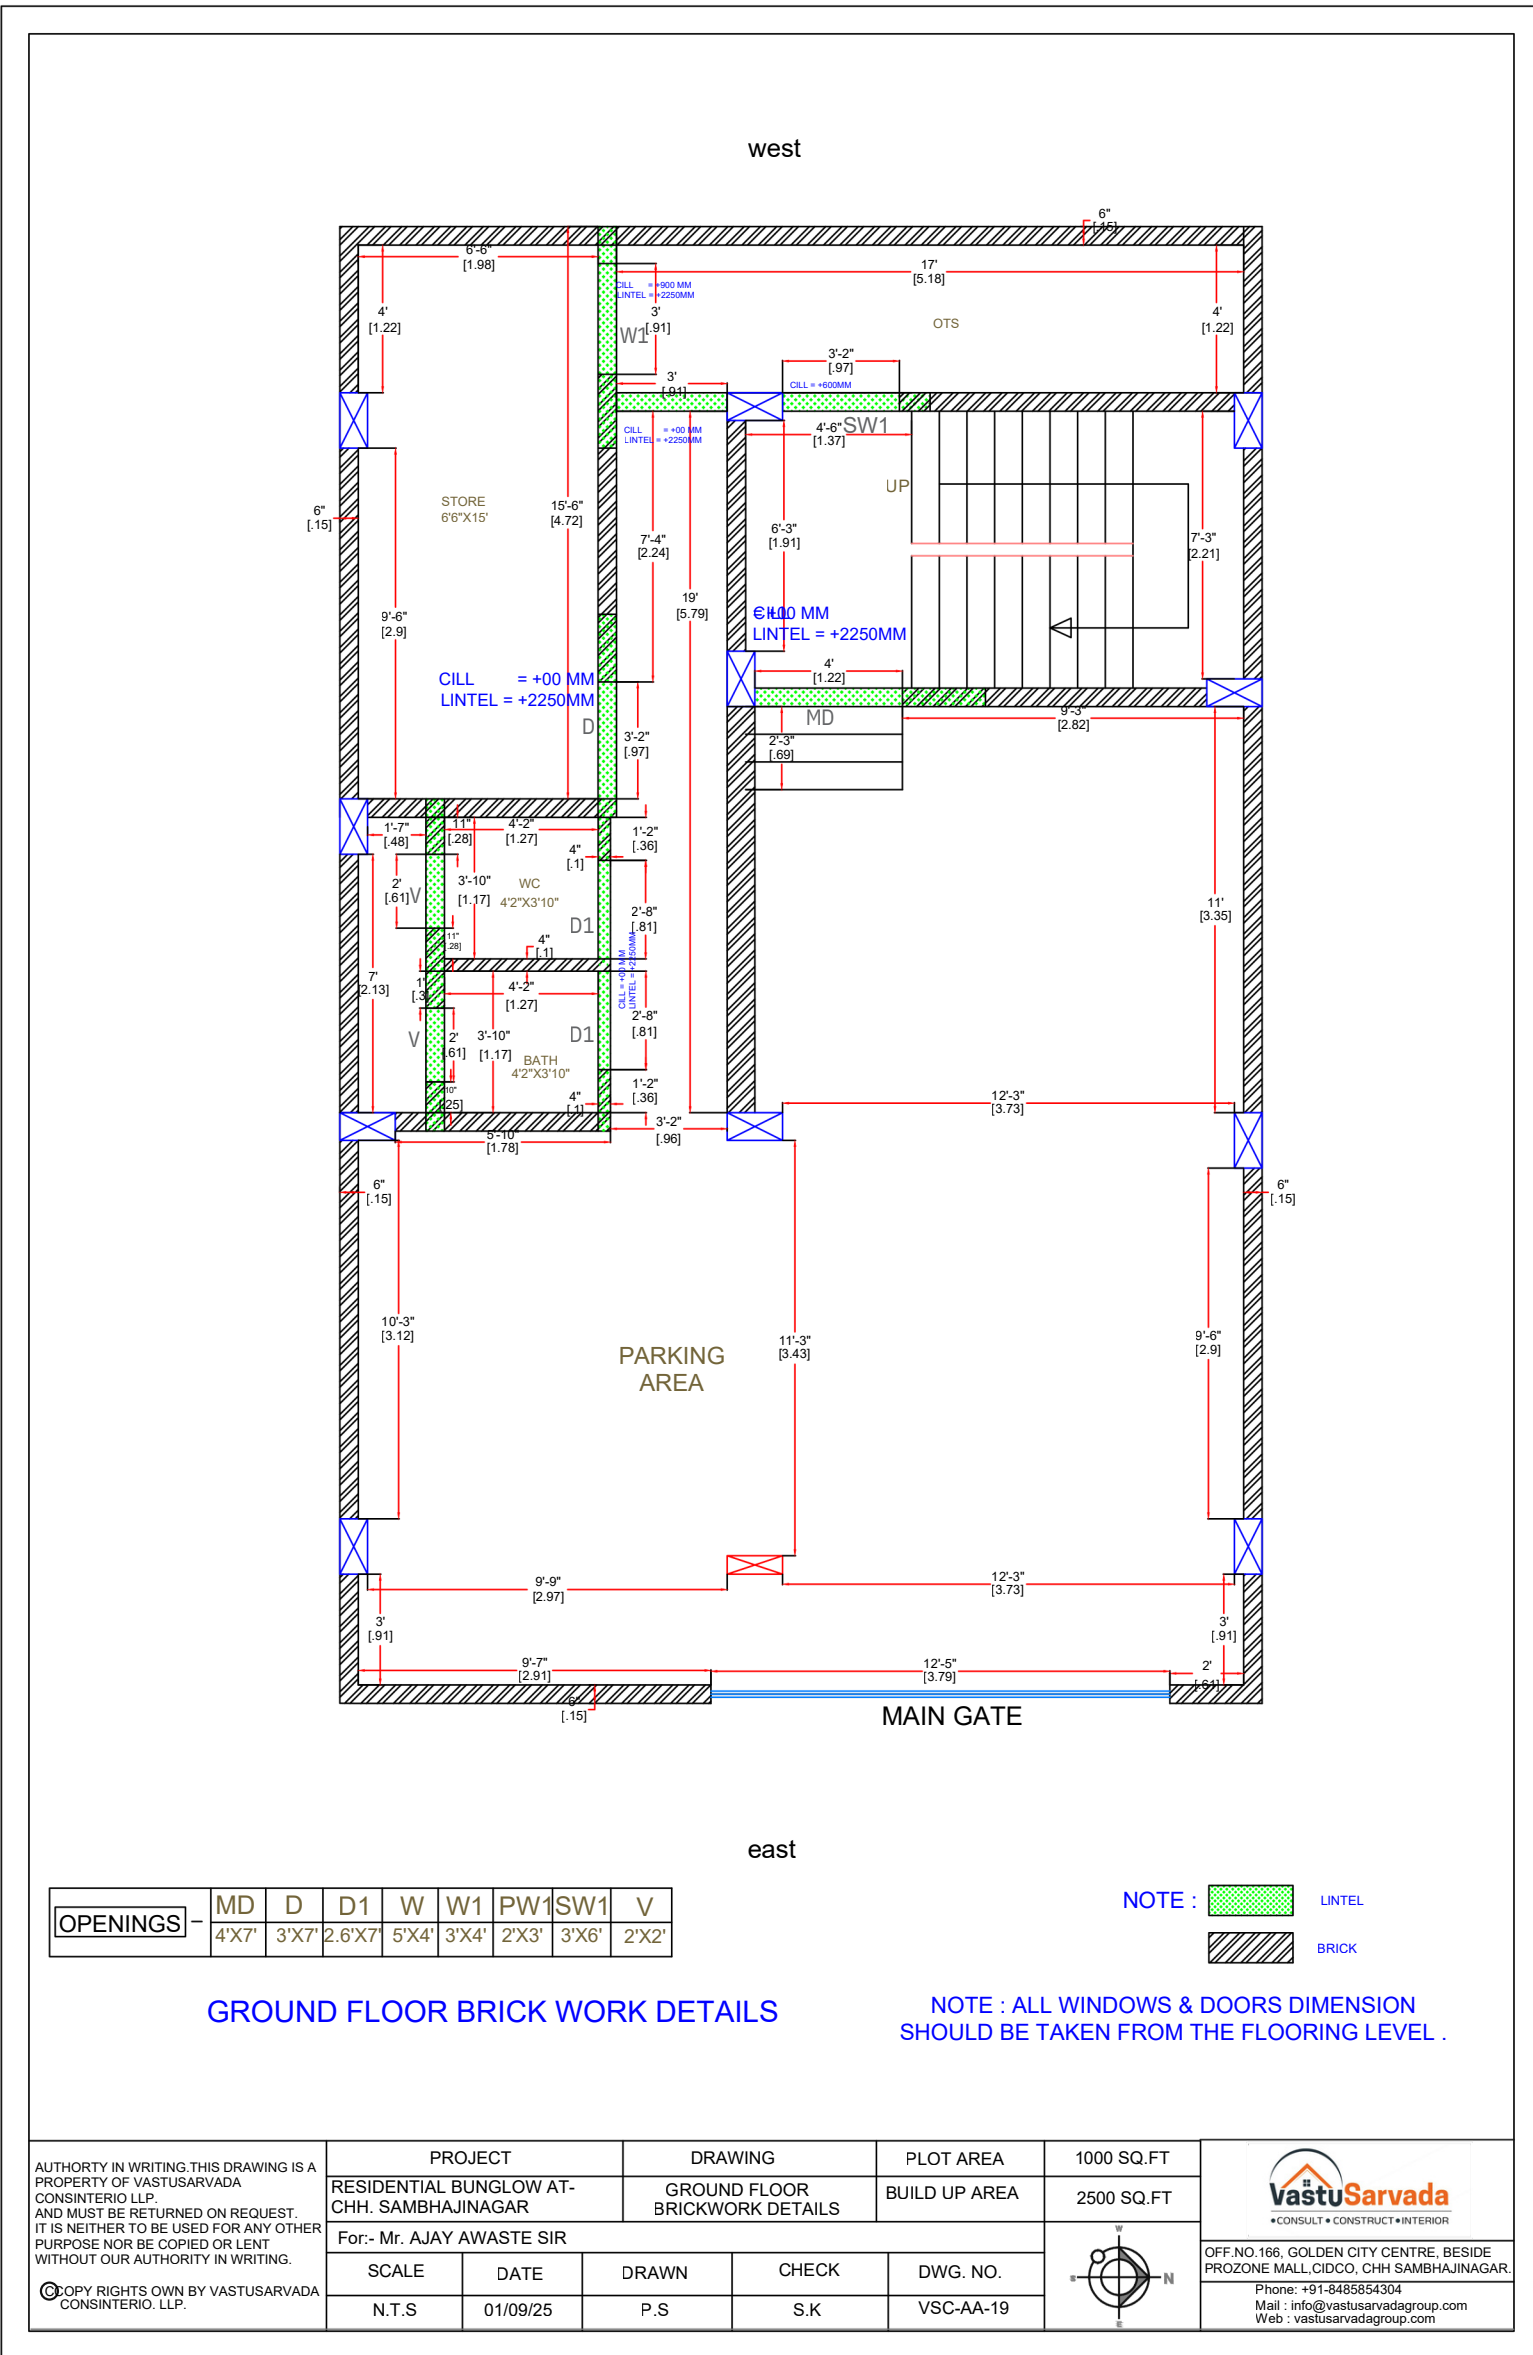 west
6"
[.15]
6'-6"
[1.98]
17'
[5.18]
CILL = +900 MM
LINTEL = +2250MM
4'
[1.22]
3'
[.91]
W1
OTS
4'
[1.22]
3'-2"
[.97]
3'
[.91]
CILL = +600MM
4'-6"
[1.37]
SW1
CILL = +00 MM
LINTEL = +2250MM
UP
STORE
6'6"X15'
15'-6"
[4.72]
6"
[.15]
7'-4"
[2.24]
6'-3"
[1.91]
7'-3"
[2.21]
19'
[5.79]
9'-6"
[2.9]
CILL = +00 MM
LINTEL = +2250MM
4'
[1.22]
CILL = +00 MM
LINTEL = +2250MM
MD
9'-3"
[2.82]
D
3'-2"
[.97]
2'-3"
[.69]
1'-7"
[.48]
11"
[.28]
4'-2"
[1.27]
1'-2"
[.36]
4"
[.1]
2'
[.61]
V
3'-10"
[1.17]
WC
4'2"X3'10"
11'
[3.35]
D1
2'-8"
[.81]
11"
[.28]
4"
[.1]
CILL = +00 MM
LINTEL = +2250MM
7'
[2.13]
1'
[.3]
4'-2"
[1.27]
2'-8"
[.81]
V
2'
[.61]
3'-10"
[1.17]
D1
BATH
4'2"X3'10"
10"
[.25]
4"
[.1]
1'-2"
[.36]
12'-3"
[3.73]
3'-2"
[.96]
5'-10"
[1.78]
6"
[.15]
6"
[.15]
10'-3"
[3.12]
PARKING
AREA
11'-3"
[3.43]
9'-6"
[2.9]
9'-9"
[2.97]
12'-3"
[3.73]
3'
[.91]
3'
[.91]
9'-7"
[2.91]
12'-5"
[3.79]
2'
[.61]
6"
[.15]
MAIN GATE
east
OPENINGS - MD D D1 W W1 PW1 SW1 V
4'X7' 3'X7' 2.6'X7' 5'X4' 3'X4' 2'X3' 3'X6' 2'X2'
NOTE : LINTEL
BRICK
GROUND FLOOR BRICK WORK DETAILS
NOTE : ALL WINDOWS & DOORS DIMENSION
SHOULD BE TAKEN FROM THE FLOORING LEVEL .
AUTHORTY IN WRITING.THIS DRAWING IS A
PROPERTY OF VASTUSARVADA
CONSINTERIO LLP.
AND MUST BE RETURNED ON REQUEST.
IT IS NEITHER TO BE USED FOR ANY OTHER
PURPOSE NOR BE COPIED OR LENT
WITHOUT OUR AUTHORITY IN WRITING.
©COPY RIGHTS OWN BY VASTUSARVADA
CONSINTERIO. LLP.
PROJECT
RESIDENTIAL BUNGLOW AT-
CHH. SAMBHAJINAGAR
DRAWING
GROUND FLOOR
BRICKWORK DETAILS
PLOT AREA 1000 SQ.FT
BUILD UP AREA 2500 SQ.FT
For:- Mr. AJAY AWASTE SIR
SCALE DATE DRAWN CHECK DWG. NO.
N.T.S 01/09/25 P.S S.K VSC-AA-19
W
S N
E
VastuSarvada
•CONSULT • CONSTRUCT •INTERIOR
OFF.NO.166, GOLDEN CITY CENTRE, BESIDE
PROZONE MALL,CIDCO, CHH SAMBHAJINAGAR.
Phone: +91-8485854304
Mail : info@vastusarvadagroup.com
Web : vastusarvadagroup.com